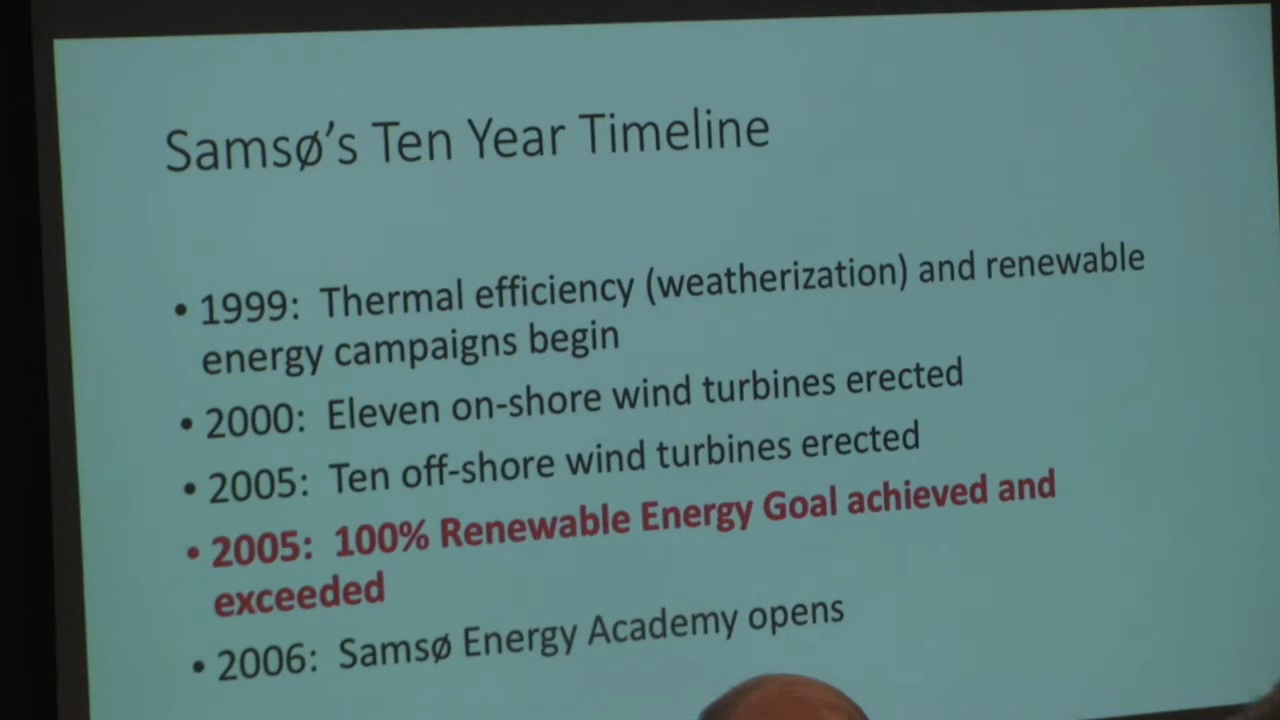 Samsø's Ten Year Timeline
• 1999: Thermal efficiency (weatherization) and renewable
energy campaigns begin
• 2000: Eleven on-shore wind turbines erected
• 2005: Ten off-shore wind turbines erected
• 2005: 100% Renewable Energy Goal achieved and
exceeded
• 2006: Samsø Energy Academy opens